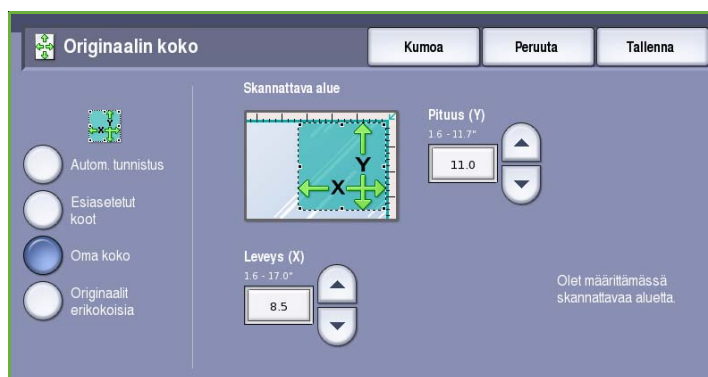 Originaalin koko
Kumoa
Peruuta
Tallenna
Autom. tunnistus
Esiasetetut
koot
Oma koko
Originaalit
erikokoisia
Skannattava alue
Y
X
Pituus (Y)
1.6 - 11.7"
11.0
Leveys (X)
1.6 - 17.0"
8.5
Olet määrittämässä
skannattavaa aluetta.